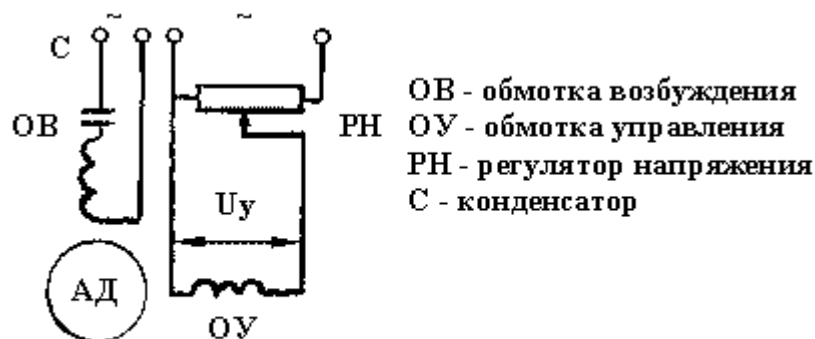 ~ ~
С
ОВ
РН
Uу
АД
ОУ
ОВ - обмотка возбуждения
ОУ - обмотка управления
РН - регулятор напряжения
С - конденсатор